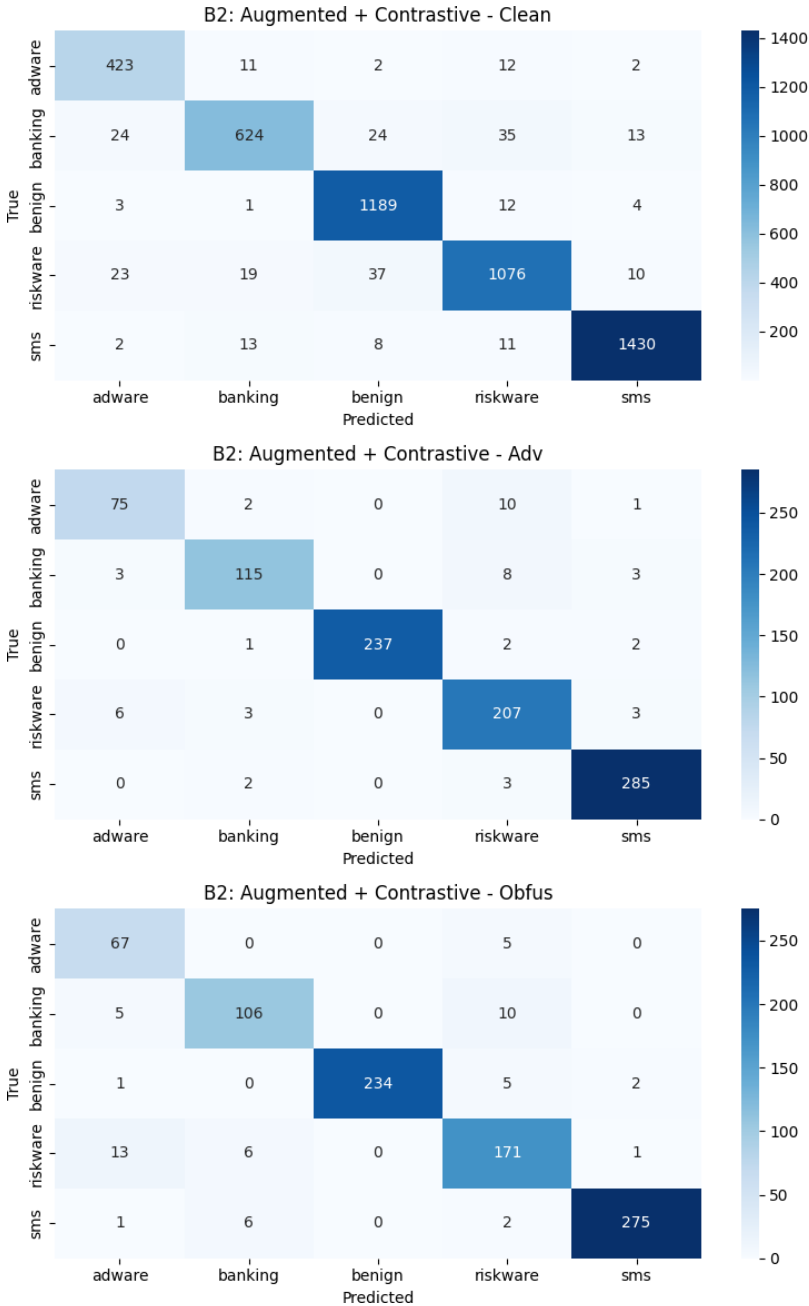 B2: Augmented + Contrastive - Clean
adware 423 11 2 12 2
banking 24 624 24 35 13
benign 3 1 1189 12 4
riskware 23 19 37 1076 10
sms 2 13 8 11 1430
True
adware banking benign riskware sms
Predicted
1400
1200
1000
800
600
400
200
B2: Augmented + Contrastive - Adv
adware 75 2 0 10 1
banking 3 115 0 8 3
benign 0 1 237 2 2
riskware 6 3 0 207 3
sms 0 2 0 3 285
True
adware banking benign riskware sms
Predicted
250
200
150
100
50
0
B2: Augmented + Contrastive - Obfus
adware 67 0 0 5 0
banking 5 106 0 10 0
benign 1 0 234 5 2
riskware 13 6 0 171 1
sms 1 6 0 2 275
True
adware banking benign riskware sms
Predicted
250
200
150
100
50
0